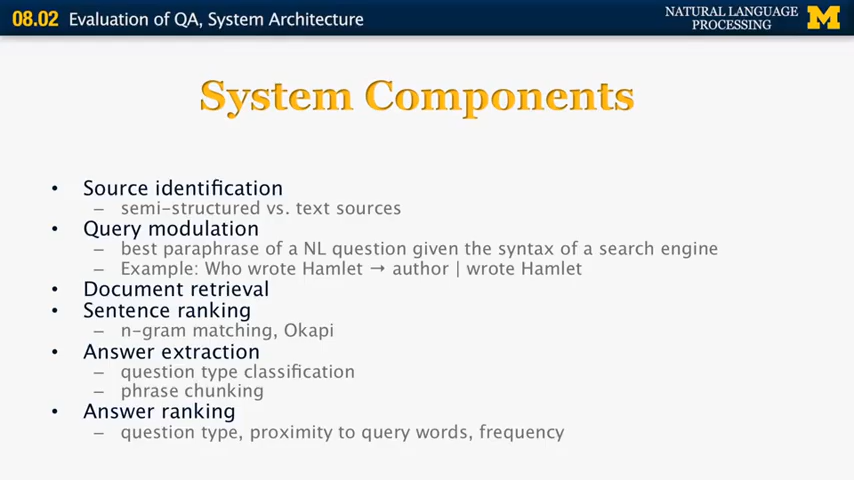 08.02 Evaluation of QA, System Architecture
NATURAL LANGUAGE
PROCESSING
M
System Components
• Source identification
– semi-structured vs. text sources
• Query modulation
– best paraphrase of a NL question given the syntax of a search engine
– Example: Who wrote Hamlet → author | wrote Hamlet
• Document retrieval
• Sentence ranking
– n-gram matching, Okapi
• Answer extraction
– question type classification
– phrase chunking
• Answer ranking
– question type, proximity to query words, frequency